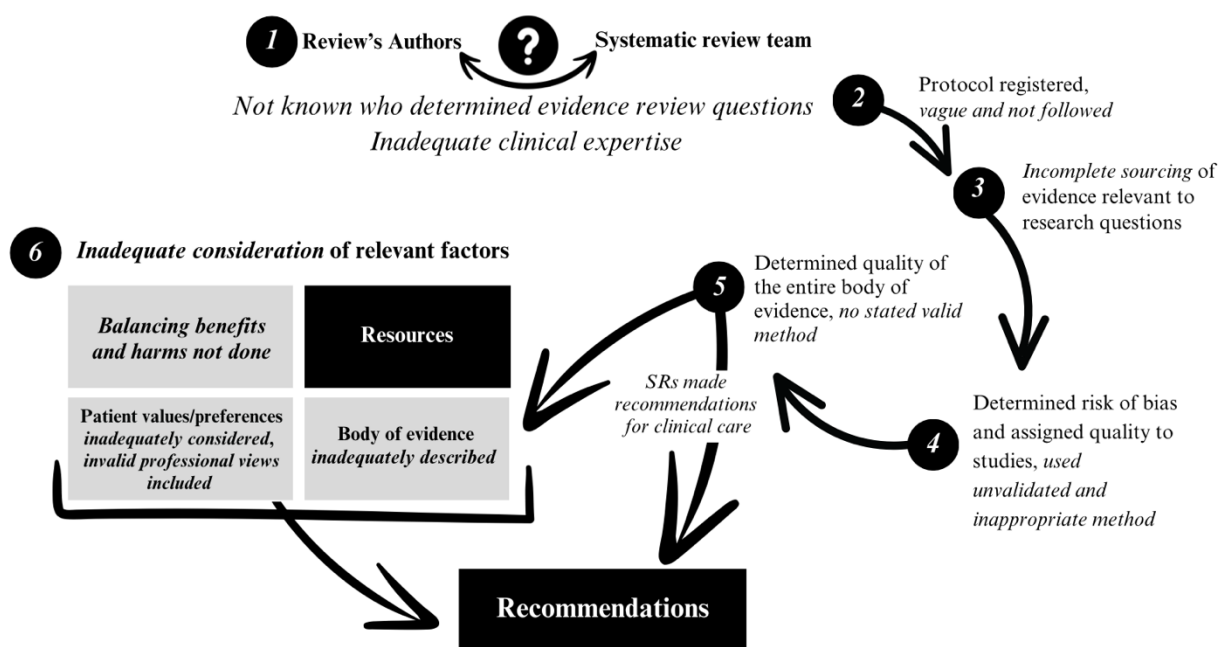 1 Review's Authors ? Systematic review team
Not known who determined evidence review questions
Inadequate clinical expertise
2 Protocol registered,
vague and not followed
3 Incomplete sourcing of
evidence relevant to
research questions
4 Determined risk of bias
and assigned quality to
studies, used
unvalidated and
inappropriate method
5 Determined quality of
the entire body of
evidence, no stated valid
method
SRs made
recommendations
for clinical care
6 Inadequate consideration of relevant factors
Balancing benefits
and harms not done
Resources
Patient values/preferences
inadequately considered,
invalid professional views
included
Body of evidence
inadequately described
Recommendations